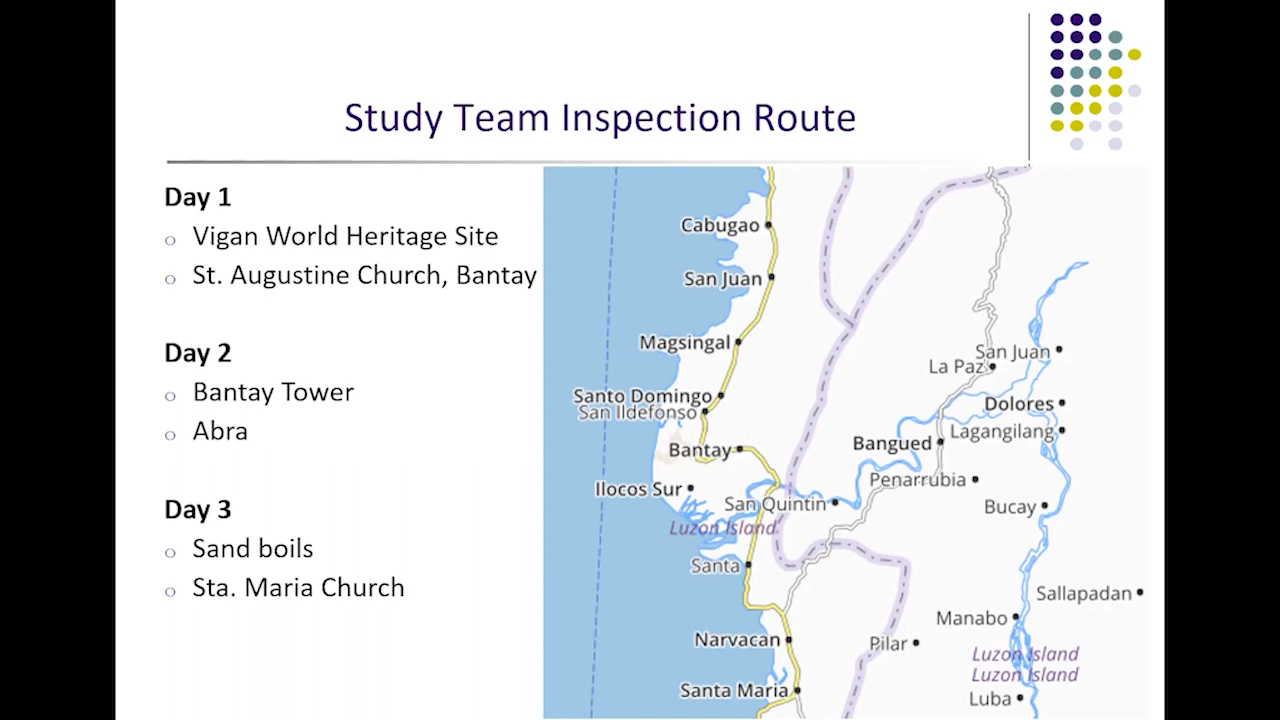 Study Team Inspection Route
Day 1
Vigan World Heritage Site
St. Augustine Church, Bantay
Day 2
Bantay Tower
Abra
Day 3
Sand boils
Sta. Maria Church
Cabugao
San Juan
Magsingal
Santo Domingo
San Ildefonso
Bantay
Ilocos Sur
Luzon Island
San Quintin
Santa
Narvacan
Santa Maria
San Juan
La Paz
Dolores
Lagangilang
Bangued
Penarrubia
Bucay
Sallapadan
Manabo
Pilar
Luzon Island
Luzon Island
Luba